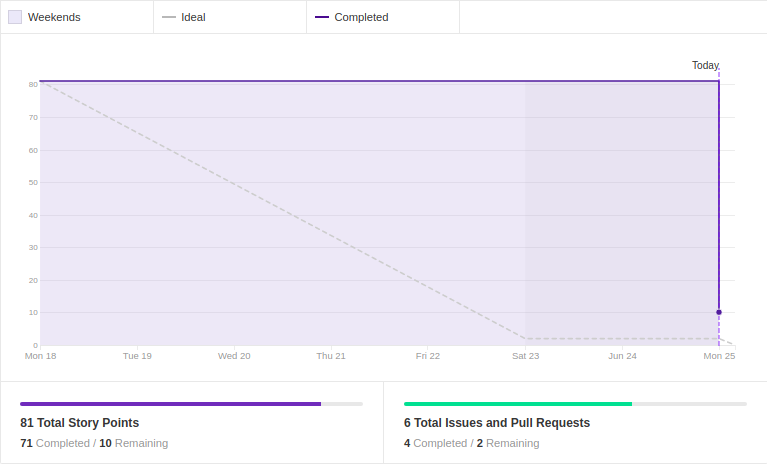 Weekends Ideal Completed
Today
80
70
60
50
40
30
20
10
0
Mon 18 Tue 19 Wed 20 Thu 21 Fri 22 Sat 23 Jun 24 Mon 25
81 Total Story Points
71 Completed / 10 Remaining
6 Total Issues and Pull Requests
4 Completed / 2 Remaining